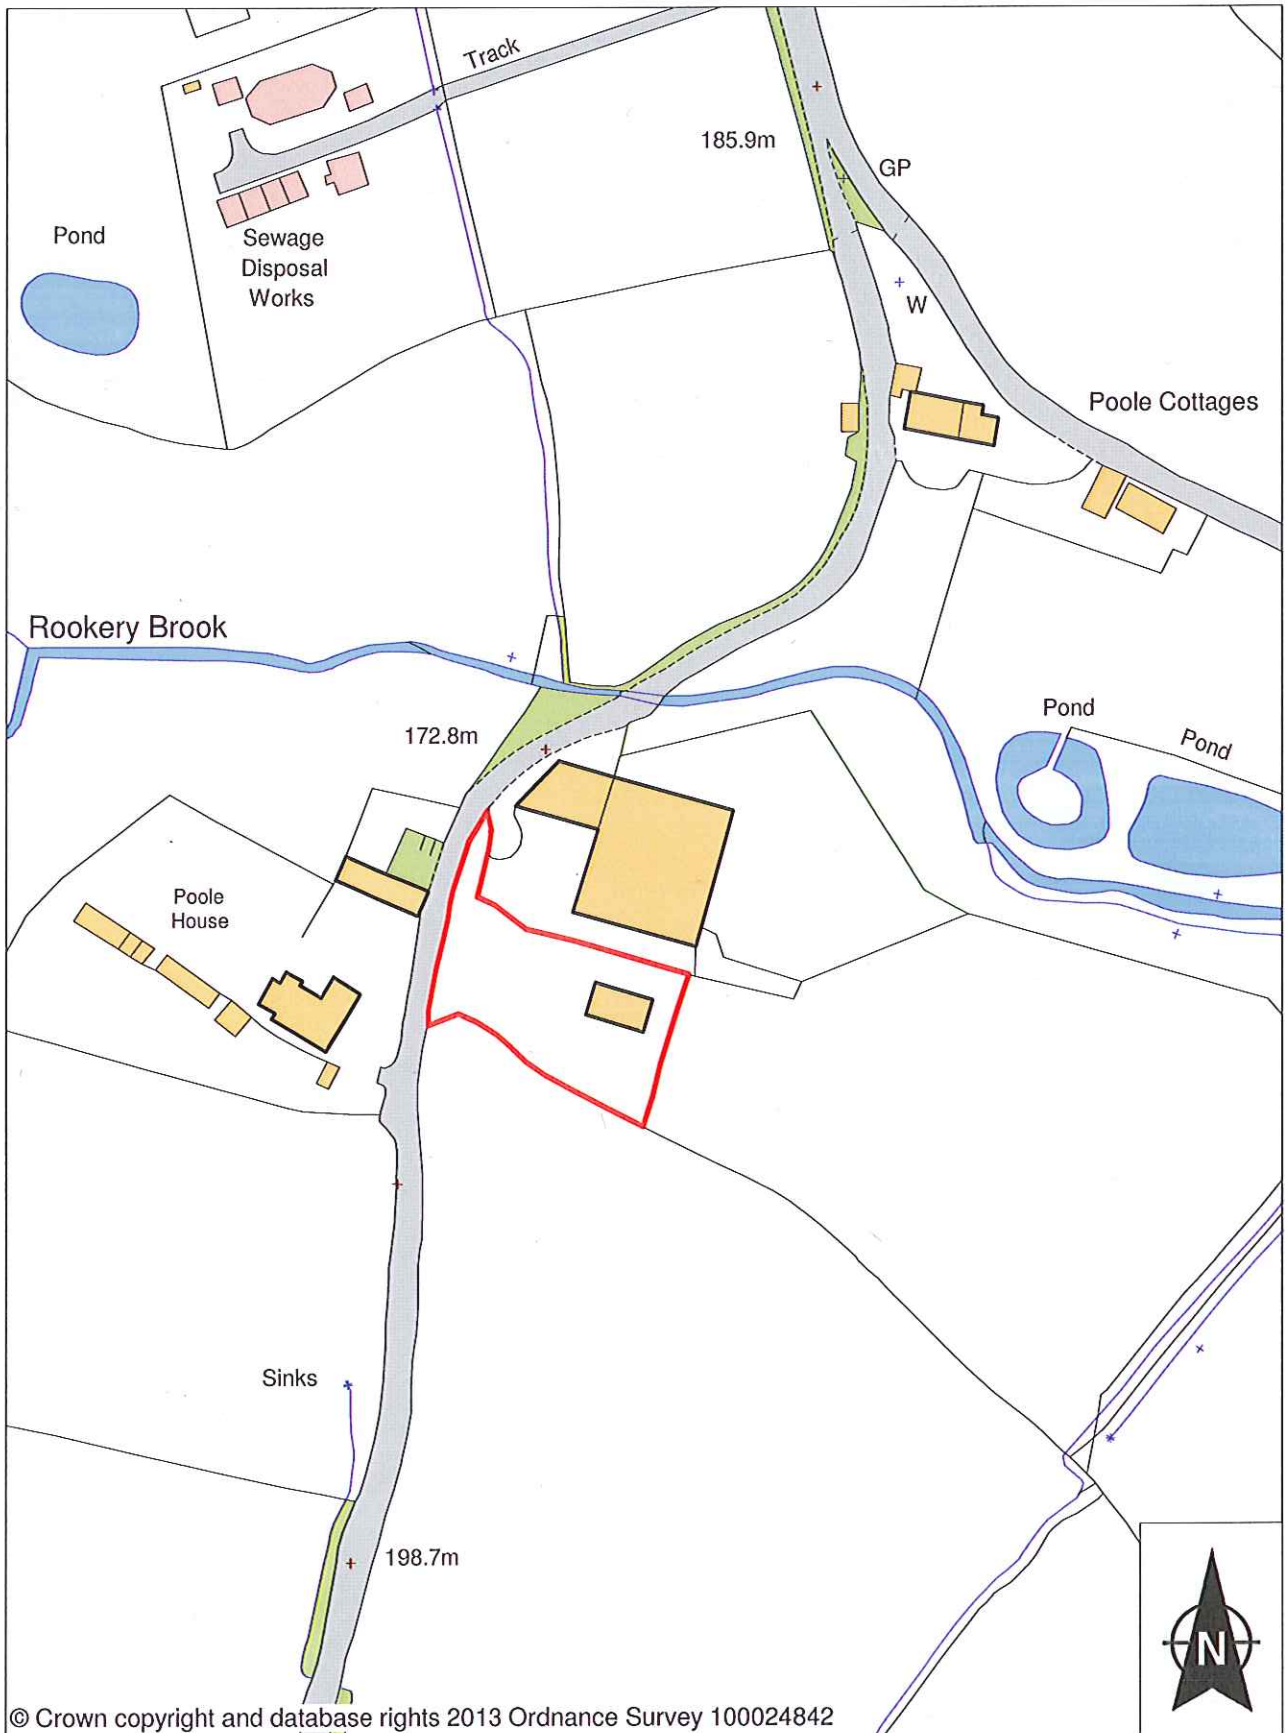 Track
185.9m
GP
Pond
Sewage
Disposal
Works
W
Poole Cottages
Rookery Brook
172.8m
Pond
Pond
Poole
House
Sinks
198.7m
N
© Crown copyright and database rights 2013 Ordnance Survey 100024842